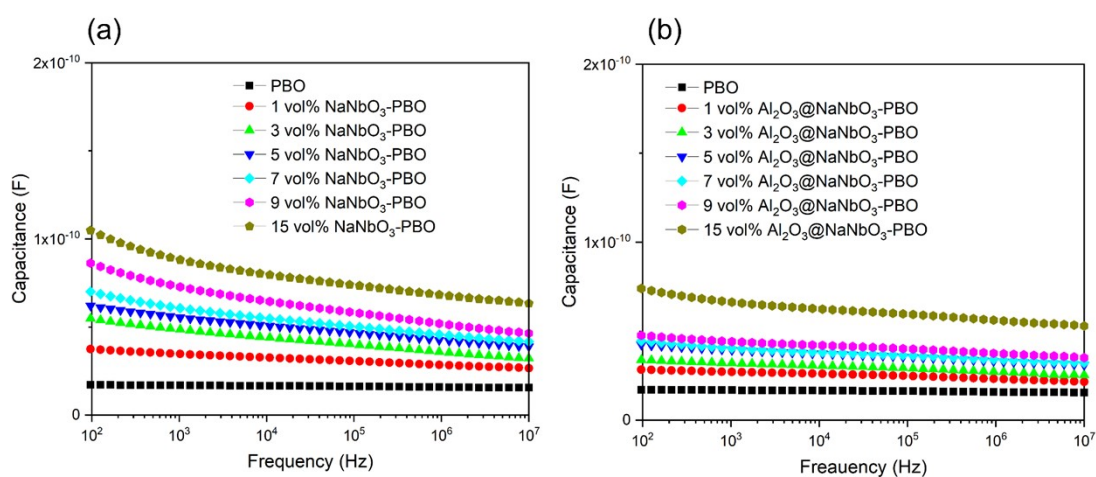 (a)
2x10⁻¹⁰
1x10⁻¹⁰
0
Capacitance (F)
PBO
1 vol% NaNbO₃-PBO
3 vol% NaNbO₃-PBO
5 vol% NaNbO₃-PBO
7 vol% NaNbO₃-PBO
9 vol% NaNbO₃-PBO
15 vol% NaNbO₃-PBO
10² 10³ 10⁴ 10⁵ 10⁶ 10⁷
Frequency (Hz)
(b)
2x10⁻¹⁰
1x10⁻¹⁰
0
Capacitance (F)
PBO
1 vol% Al₂O₃@NaNbO₃-PBO
3 vol% Al₂O₃@NaNbO₃-PBO
5 vol% Al₂O₃@NaNbO₃-PBO
7 vol% Al₂O₃@NaNbO₃-PBO
9 vol% Al₂O₃@NaNbO₃-PBO
15 vol% Al₂O₃@NaNbO₃-PBO
10² 10³ 10⁴ 10⁵ 10⁶ 10⁷
Freauency (Hz)